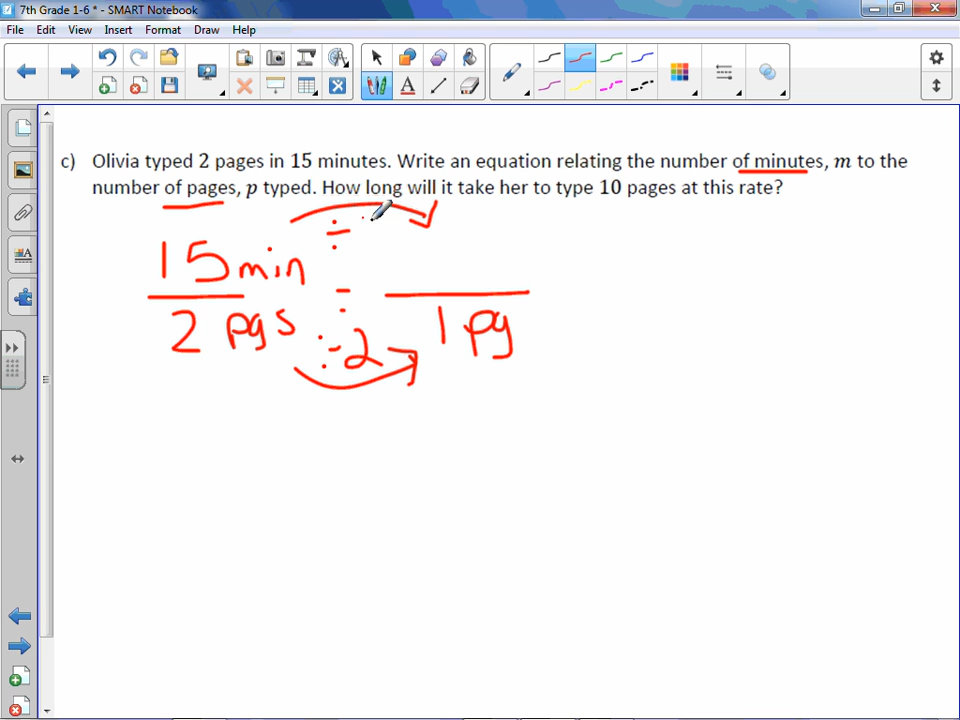 7th Grade 1-6 * - SMART Notebook
File Edit View Insert Format Draw Help
c) Olivia typed 2 pages in 15 minutes. Write an equation relating the number of minutes, m to the
number of pages, p typed. How long will it take her to type 10 pages at this rate?
÷
15 min
÷
2 pgs ÷2 1 pg